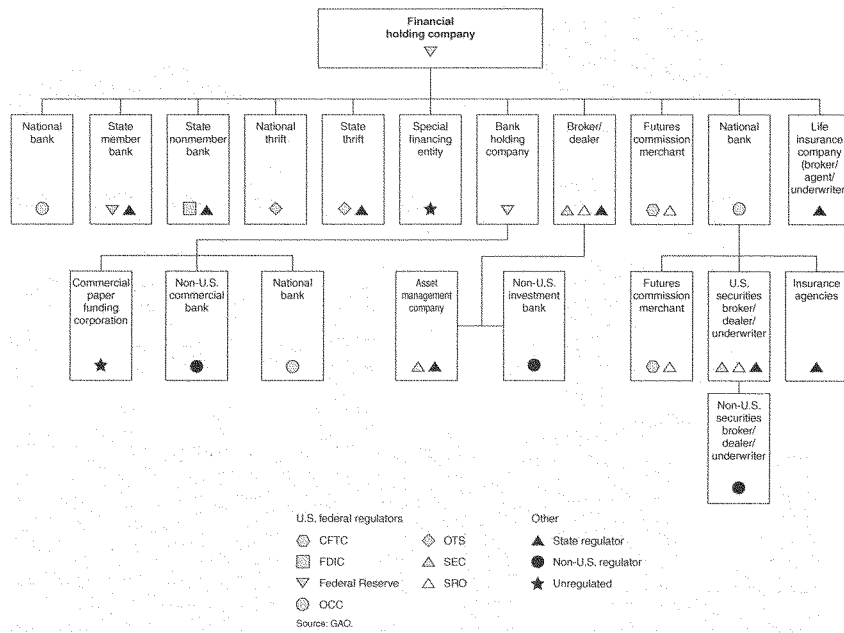 Financial
holding company
National
bank
State
member
bank
State
nonmember
bank
National
thrift
State
thrift
Special
financing
entity
Bank
holding
company
Broker/
dealer
Futures
commission
merchant
National
bank
Life
insurance
company
(broker/
agent/
underwriter)
Commercial
paper
funding
corporation
Non-U.S.
commercial
bank
National
bank
Asset
management
company
Non-U.S.
investment
bank
Futures
commission
merchant
U.S.
securities
broker/
dealer/
underwriter
Insurance
agencies
Non-U.S.
securities
broker/
dealer/
underwriter
U.S. federal regulators
CFTC
FDIC
Federal Reserve
OCC
OTS
SEC
SRO
Other
State regulator
Non-U.S. regulator
Unregulated
Source: GAO.